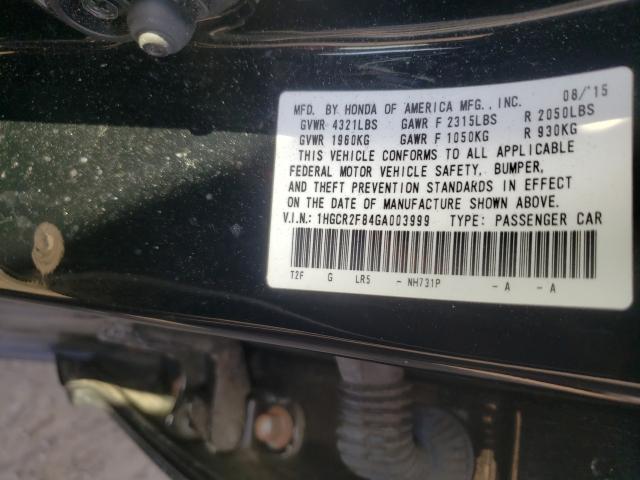 MFD. BY HONDA OF AMERICA MFG., INC. 08/'15
GVWR 4321LBS GAWR F 2315LBS R 2050LBS
GVWR 1960KG GAWR F 1050KG R 930KG
THIS VEHICLE CONFORMS TO ALL APPLICABLE
FEDERAL MOTOR VEHICLE SAFETY, BUMPER,
AND THEFT PREVENTION STANDARDS IN EFFECT
ON THE DATE OF MANUFACTURE SHOWN ABOVE.
V.I.N.: 1HGCR2F84GA003999 TYPE: PASSENGER CAR
T2F G LR5 - NH731P - A - A